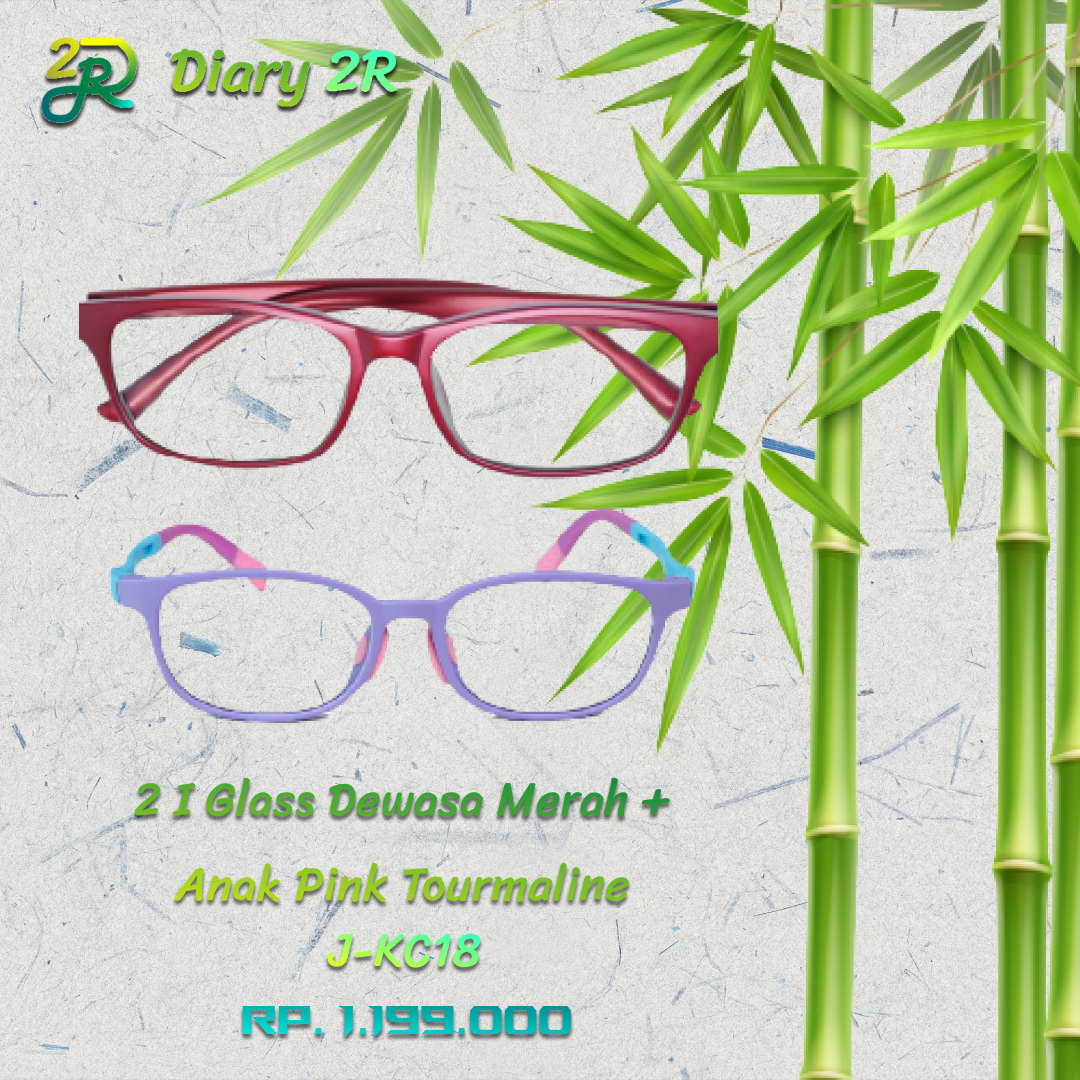 2R Diary 2R
2 I Glass Dewasa Merah +
Anak Pink Tourmaline
J-KC18
RP. 1.199.000